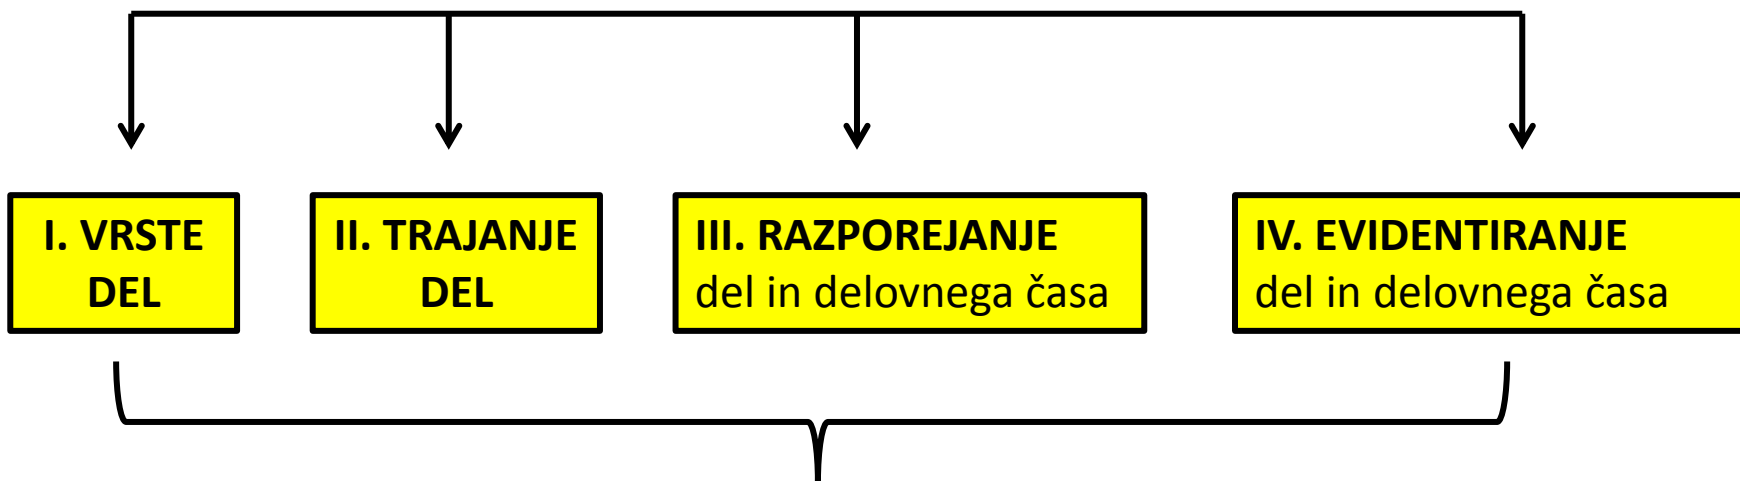 I. VRSTE
DEL
II. TRAJANJE
DEL
III. RAZPOREJANJE
del in delovnega časa
IV. EVIDENTIRANJE
del in delovnega časa